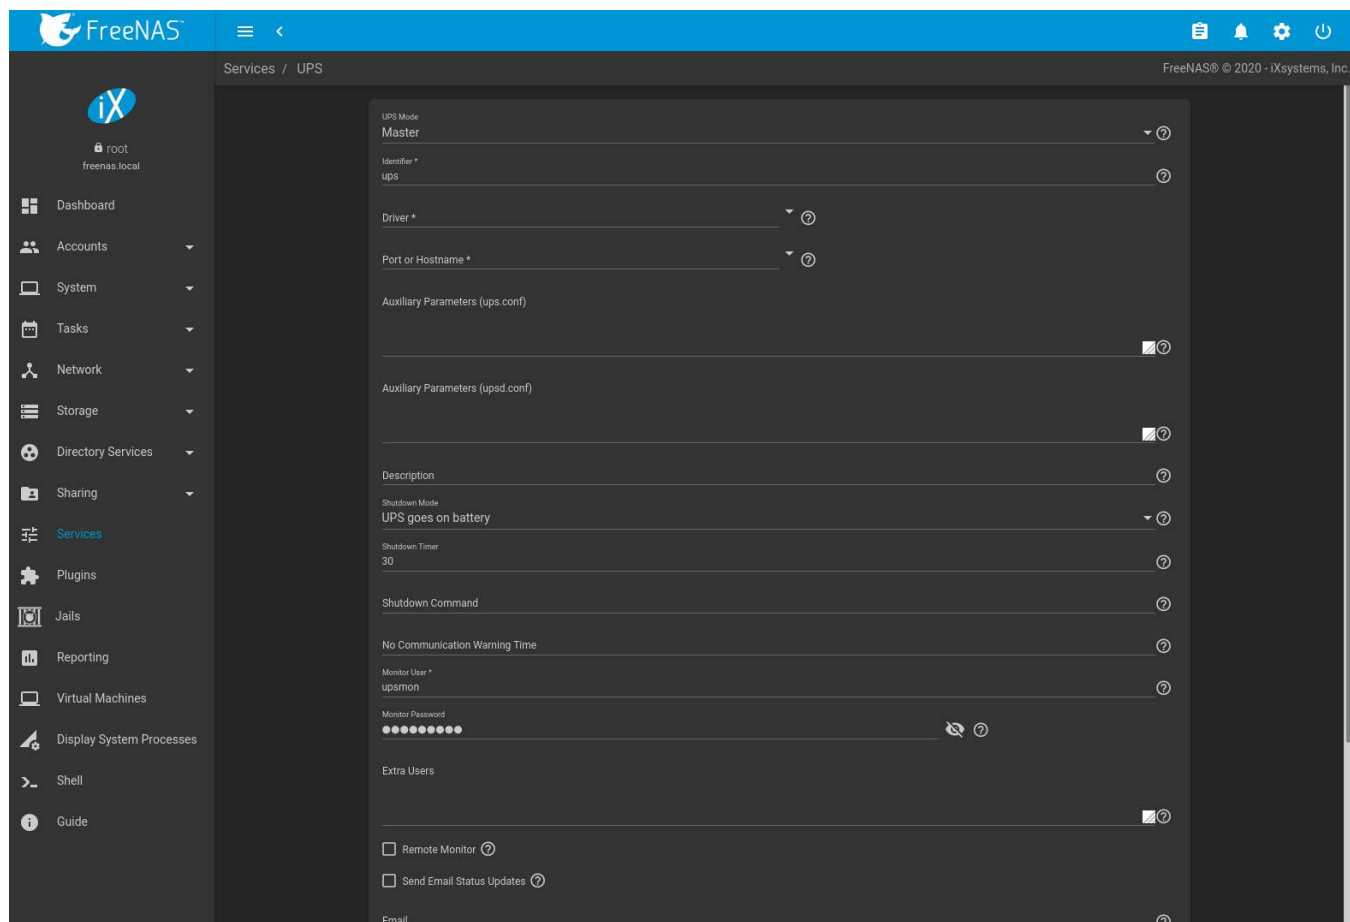 FreeNAS™
Services / UPS
FreeNAS® © 2020 - iXsystems, Inc.
iX
root
freenas.local
Dashboard
Accounts
System
Tasks
Network
Storage
Directory Services
Sharing
Services
Plugins
Jails
Reporting
Virtual Machines
Display System Processes
Shell
Guide
UPS Mode
Master
Identifier *
ups
Driver *
Port or Hostname *
Auxiliary Parameters (ups.conf)
Auxiliary Parameters (upsd.conf)
Description
Shutdown Mode
UPS goes on battery
Shutdown Timer
30
Shutdown Command
No Communication Warning Time
Monitor User *
upsmon
Monitor Password
●●●●●●●●●
Extra Users
Remote Monitor
Send Email Status Updates
Email